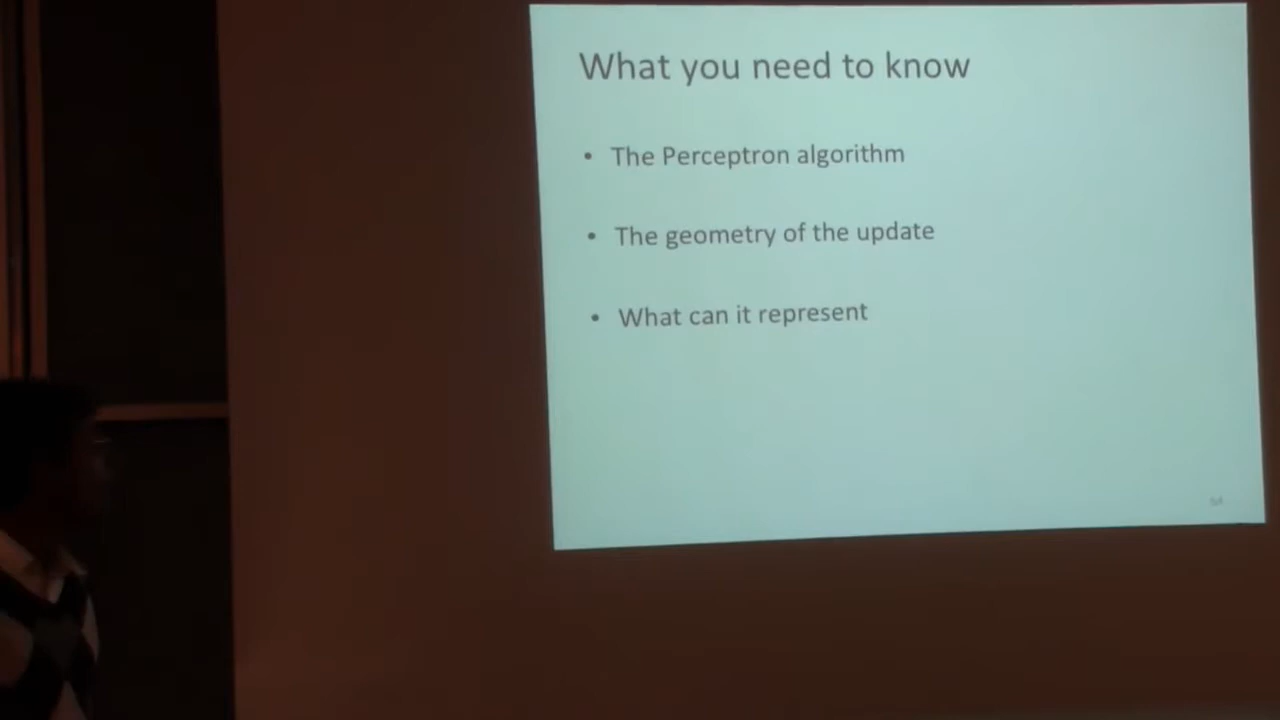 What you need to know
• The Perceptron algorithm
• The geometry of the update
• What can it represent